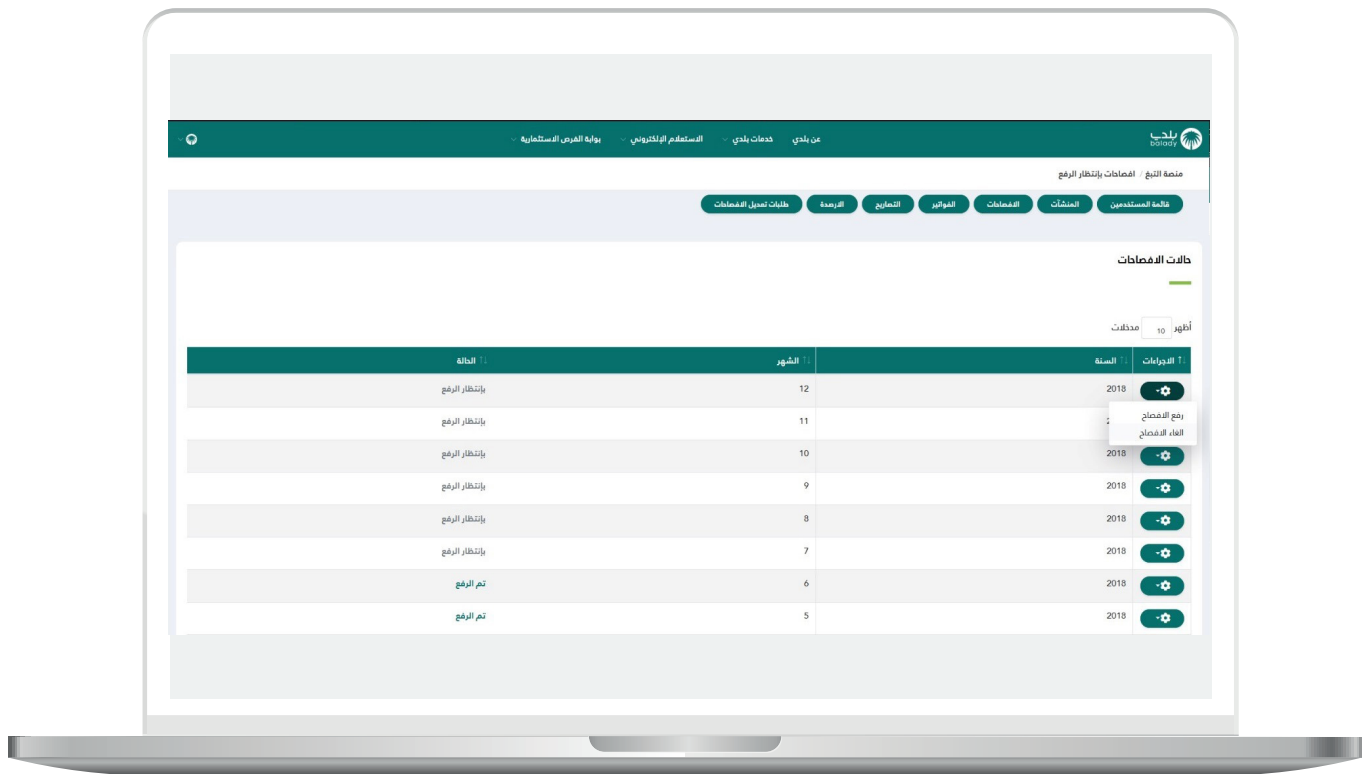 بلدي
balady
عن بلدي خدمات بلدي الاستعلام الإلكتروني بوابة الفرص الاستثمارية
منصة التبغ / افصاحات بإنتظار الرفع
قائمة المستخدمين المنشآت الافصاحات الفواتير التصاريح الارصدة طلبات تعديل الافصاحات
حالات الافصاحات
أظهر 10 مدخلات
الاجراءات السنة الشهر الحالة
2018 12 بإنتظار الرفع
رفع الافصاح
الغاء الافصاح
2 11 بإنتظار الرفع
2018 10 بإنتظار الرفع
2018 9 بإنتظار الرفع
2018 8 بإنتظار الرفع
2018 7 بإنتظار الرفع
2018 6 تم الرفع
2018 5 تم الرفع